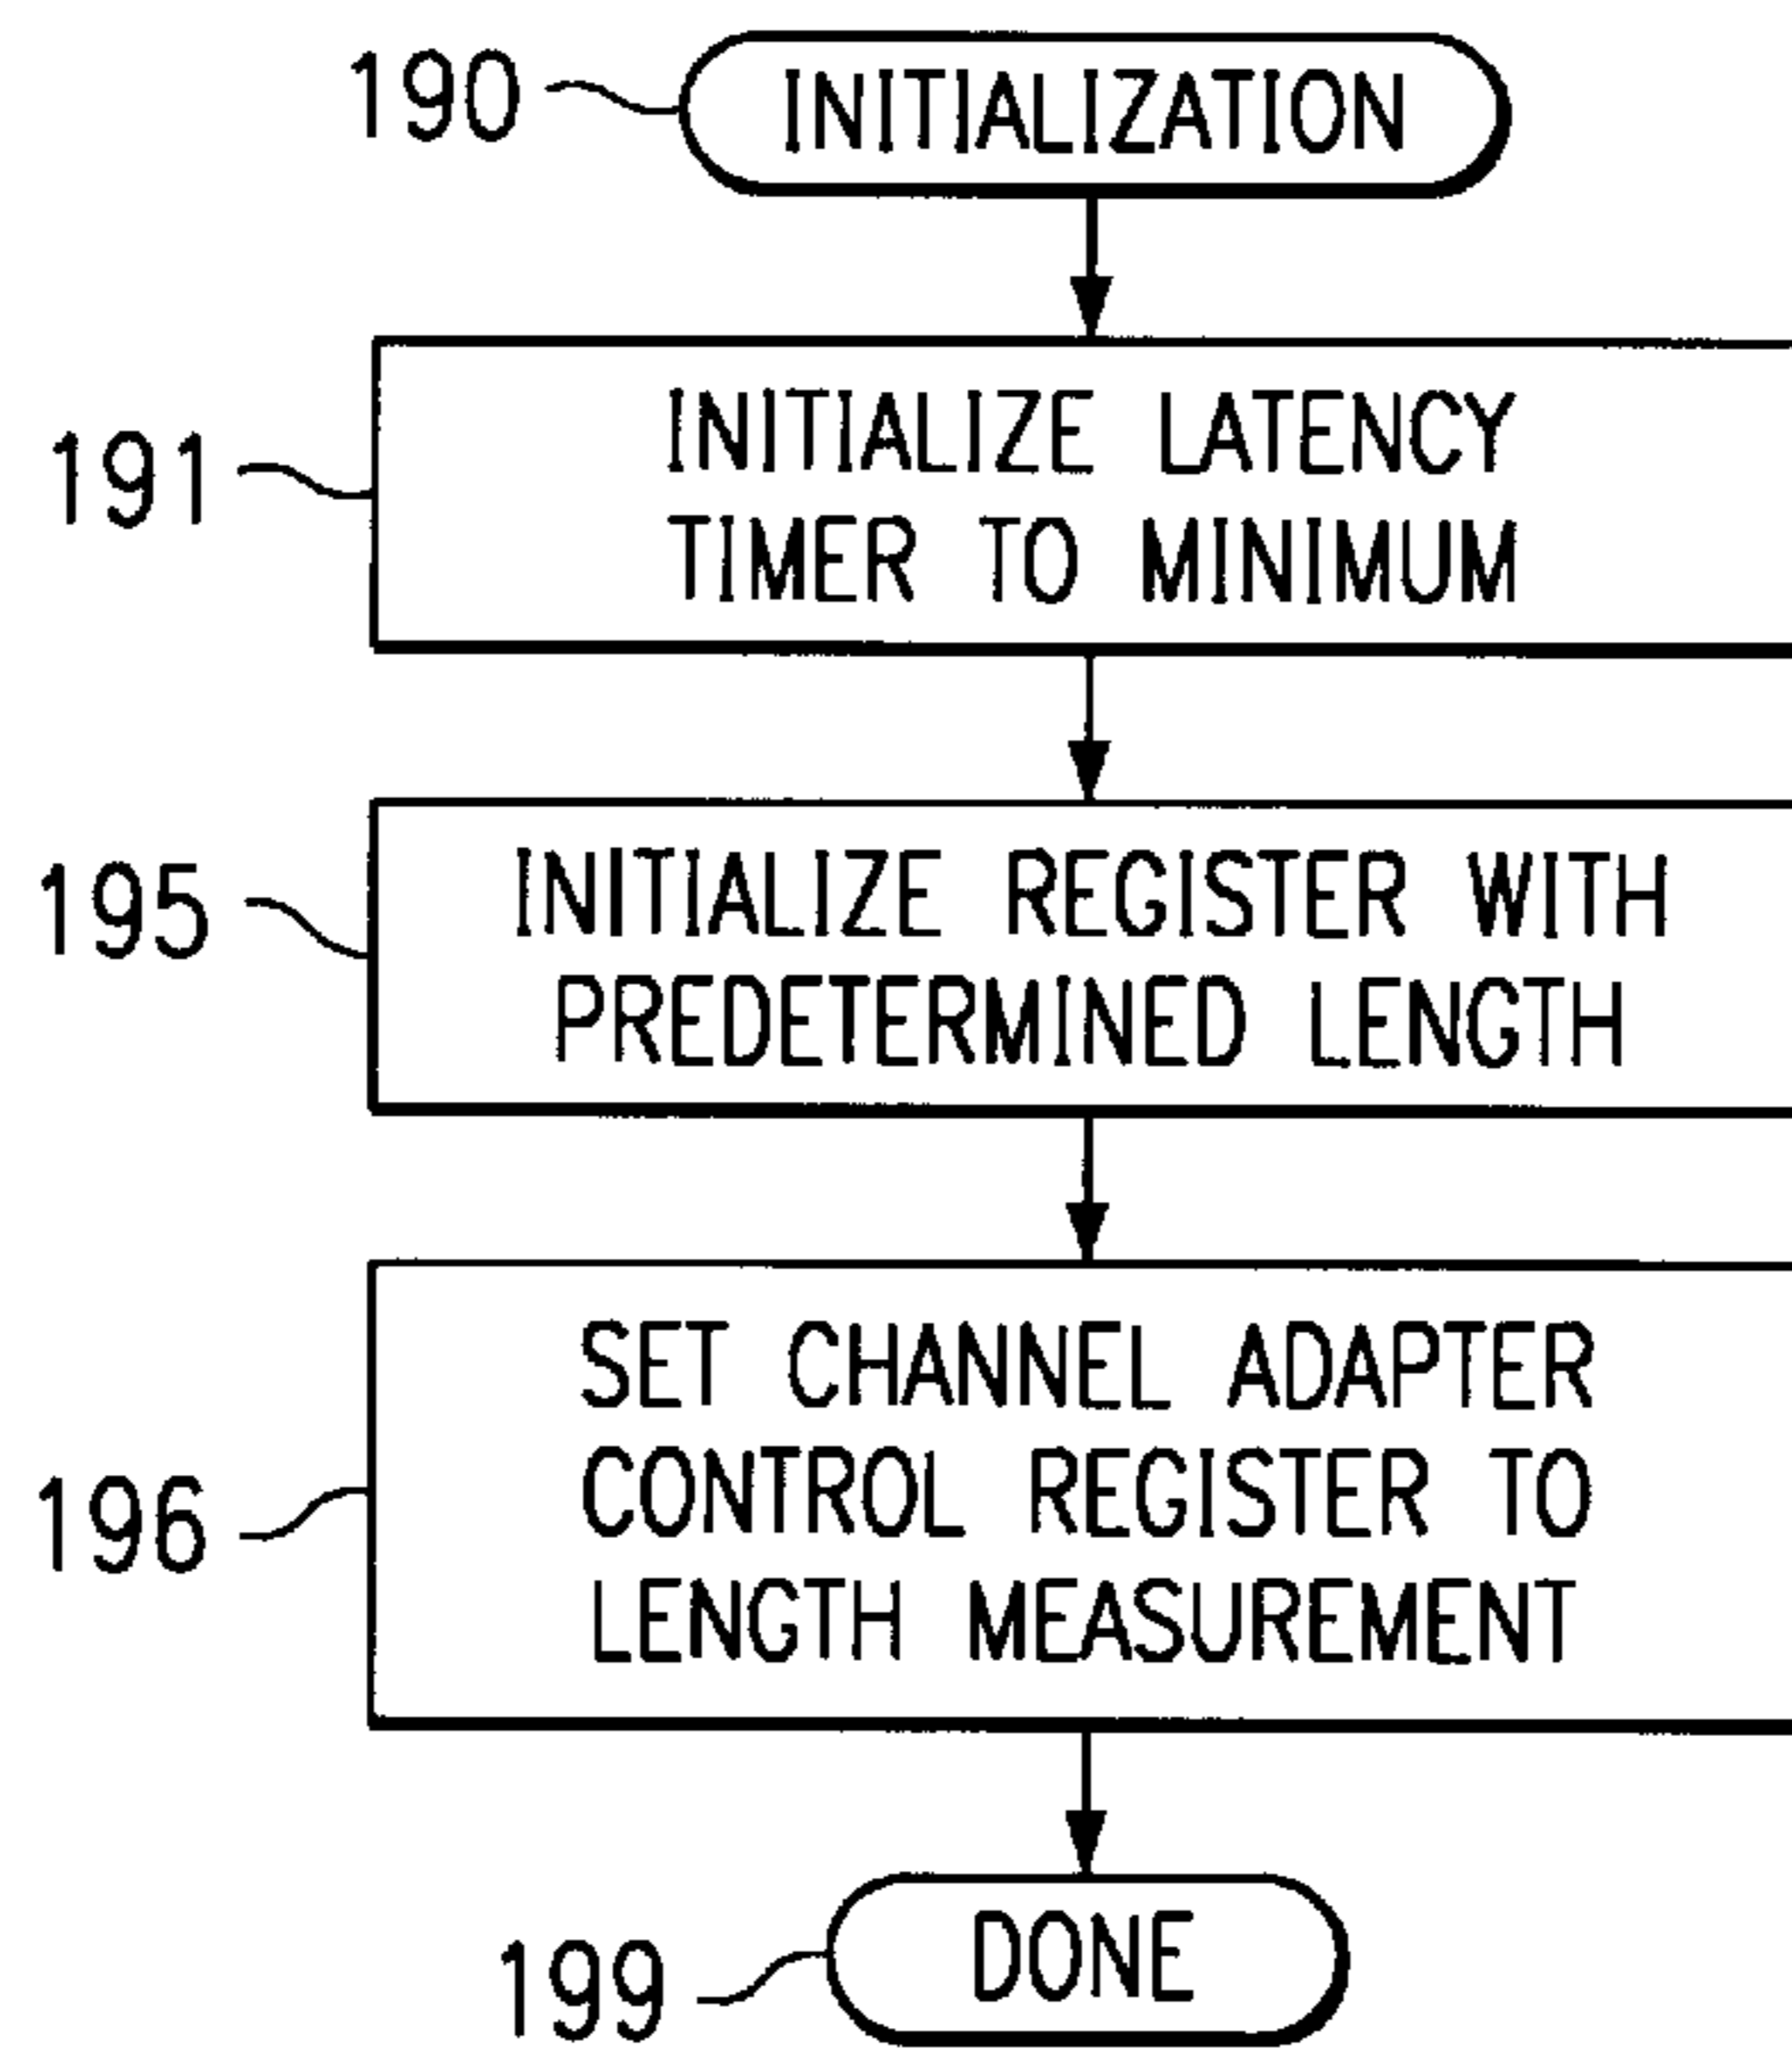 190 INITIALIZATION
INITIALIZE LATENCY
191
TIMER TO MINIMUM
INITIALIZE REGISTER WITH
195
PREDETERMINED LENGTH
SET CHANNEL ADAPTER
CONTROL REGISTER TO
196
LENGTH MEASUREMENT
DONE
199